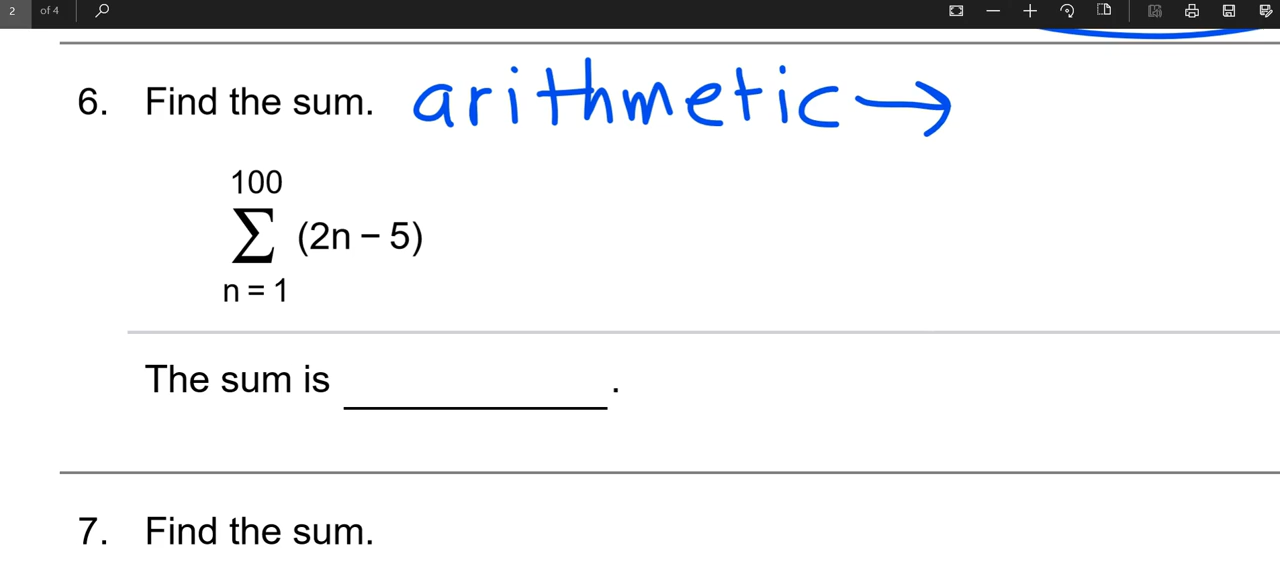 2 of 4
6. Find the sum. arithmetic →
100
Σ (2n − 5)
n = 1
The sum is ____________.
7. Find the sum.